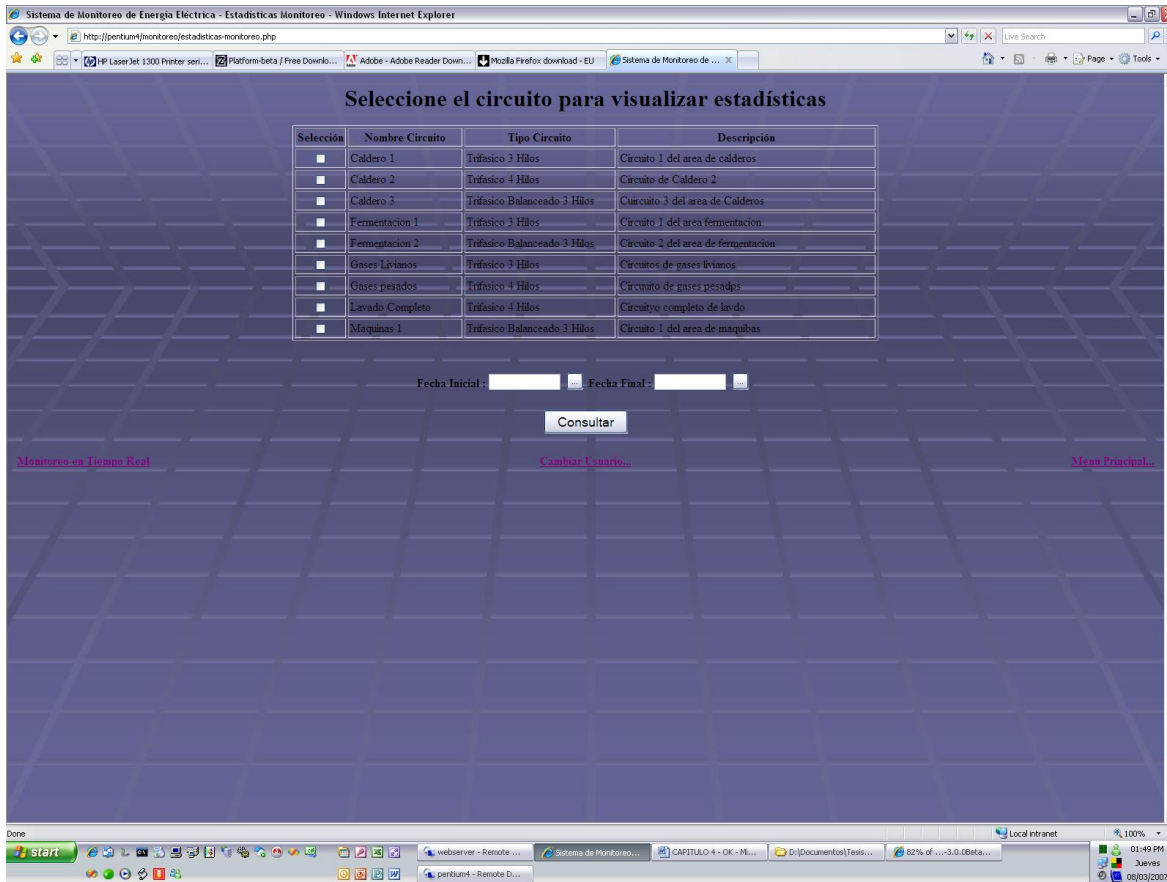 Sistema de Monitoreo de Energía Eléctrica - Estadísticas Monitoreo - Windows Internet Explorer
http://pentium4/monitoreo/estadisticas-monitoreo.php
Live Search
HP LaserJet 1300 Printer seri... Platform-beta / Free Downlo... Adobe - Adobe Reader Down... Mozilla Firefox download - EU Sistema de Monitoreo de ... X
Page Tools
Seleccione el circuito para visualizar estadísticas
Selección Nombre Circuito Tipo Circuito Descripción
Caldero 1 Trifasico 3 Hilos Circuito 1 del area de calderos
Caldero 2 Trifasico 4 Hilos Circuito de Caldero 2
Caldero 3 Trifasico Balanceado 3 Hilos Cuircuito 3 del area de Calderos
Fermentacion 1 Trifasico 3 Hilos Circuito 1 del area fermentacion.
Fermentacion 2 Trifasico Balanceado 3 Hilos Circuito 2 del area de fermentacion
Gases Livianos Trifasico 3 Hilos Circuitos de gases livianos
Gases pesados Trifasico 4 Hilos Circuuito de gases pesadps
Lavado Completo Trifasico 4 Hilos Circuityo completo de lavdo
Maquinas 1 Trifasico Balanceado 3 Hilos Circuito 1 del area de maquibas
Fecha Inicial : ... Fecha Final : ...
Consultar
Monitoreo en Tiempo Real Cambiar Usuario... Menú Principal...
Done Local intranet 100%
start webserver - Remote ... Sistema de Monitoreo... CAPITULO 4 - OK - Mi... D:\Documentos\Tesis... 82% of ...-3.0.0Beta... 01:49 PM
Jueves
pentium4 - Remote D... 08/03/2007